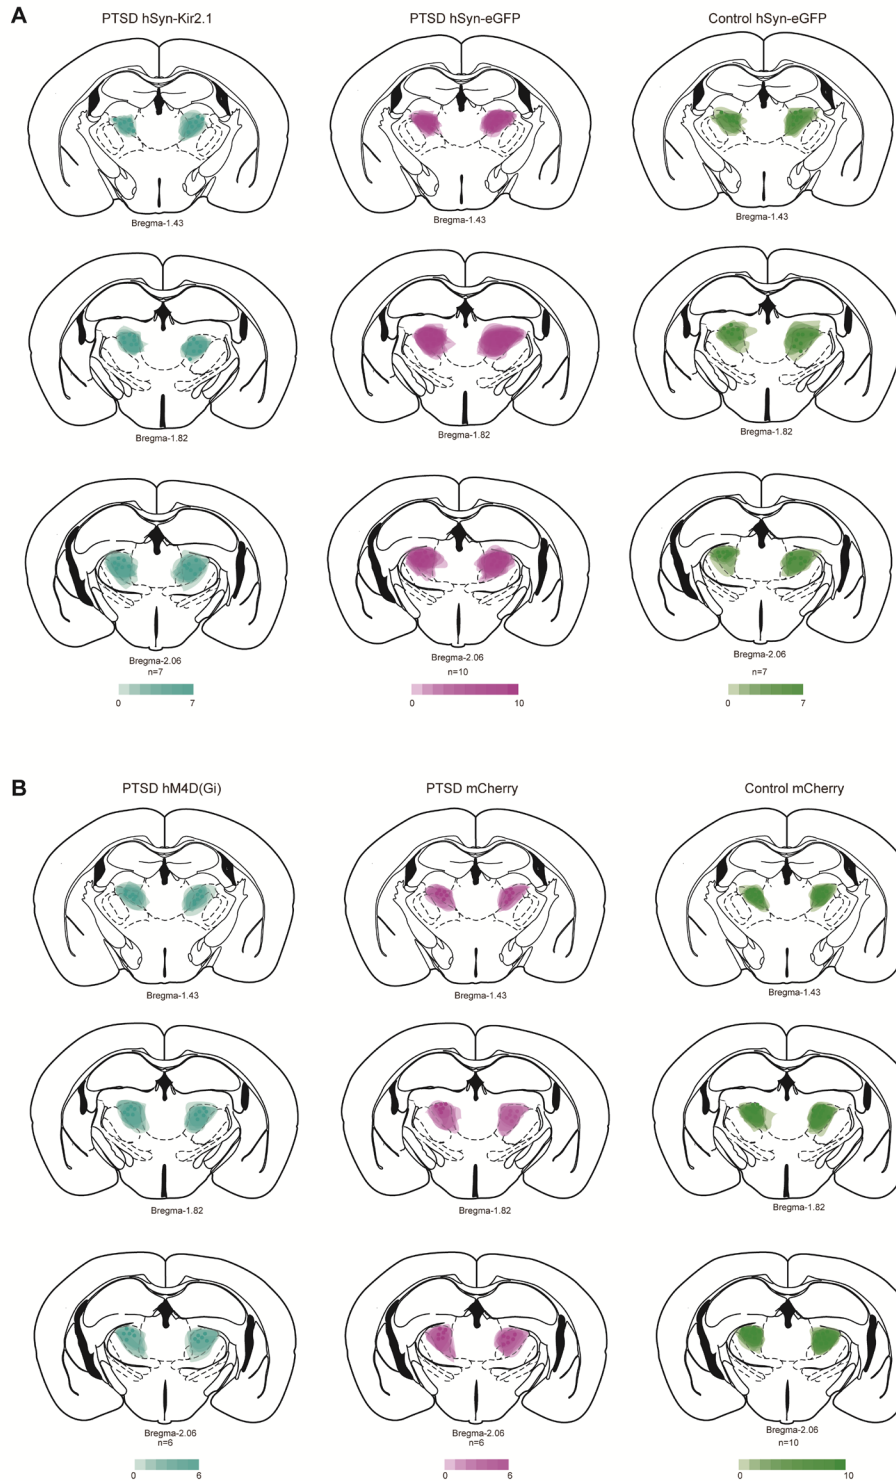 A
PTSD hSyn-Kir2.1
PTSD hSyn-eGFP
Control hSyn-eGFP
Bregma-1.43
Bregma-1.43
Bregma-1.43
Bregma-1.82
Bregma-1.82
Bregma-1.82
Bregma-2.06
Bregma-2.06
Bregma-2.06
n=7
n=10
n=7
0 7
0 10
0 7
B
PTSD hM4D(Gi)
PTSD mCherry
Control mCherry
Bregma-1.43
Bregma-1.43
Bregma-1.43
Bregma-1.82
Bregma-1.82
Bregma-1.82
Bregma-2.06
Bregma-2.06
Bregma-2.06
n=6
n=6
n=10
0 6
0 6
0 10